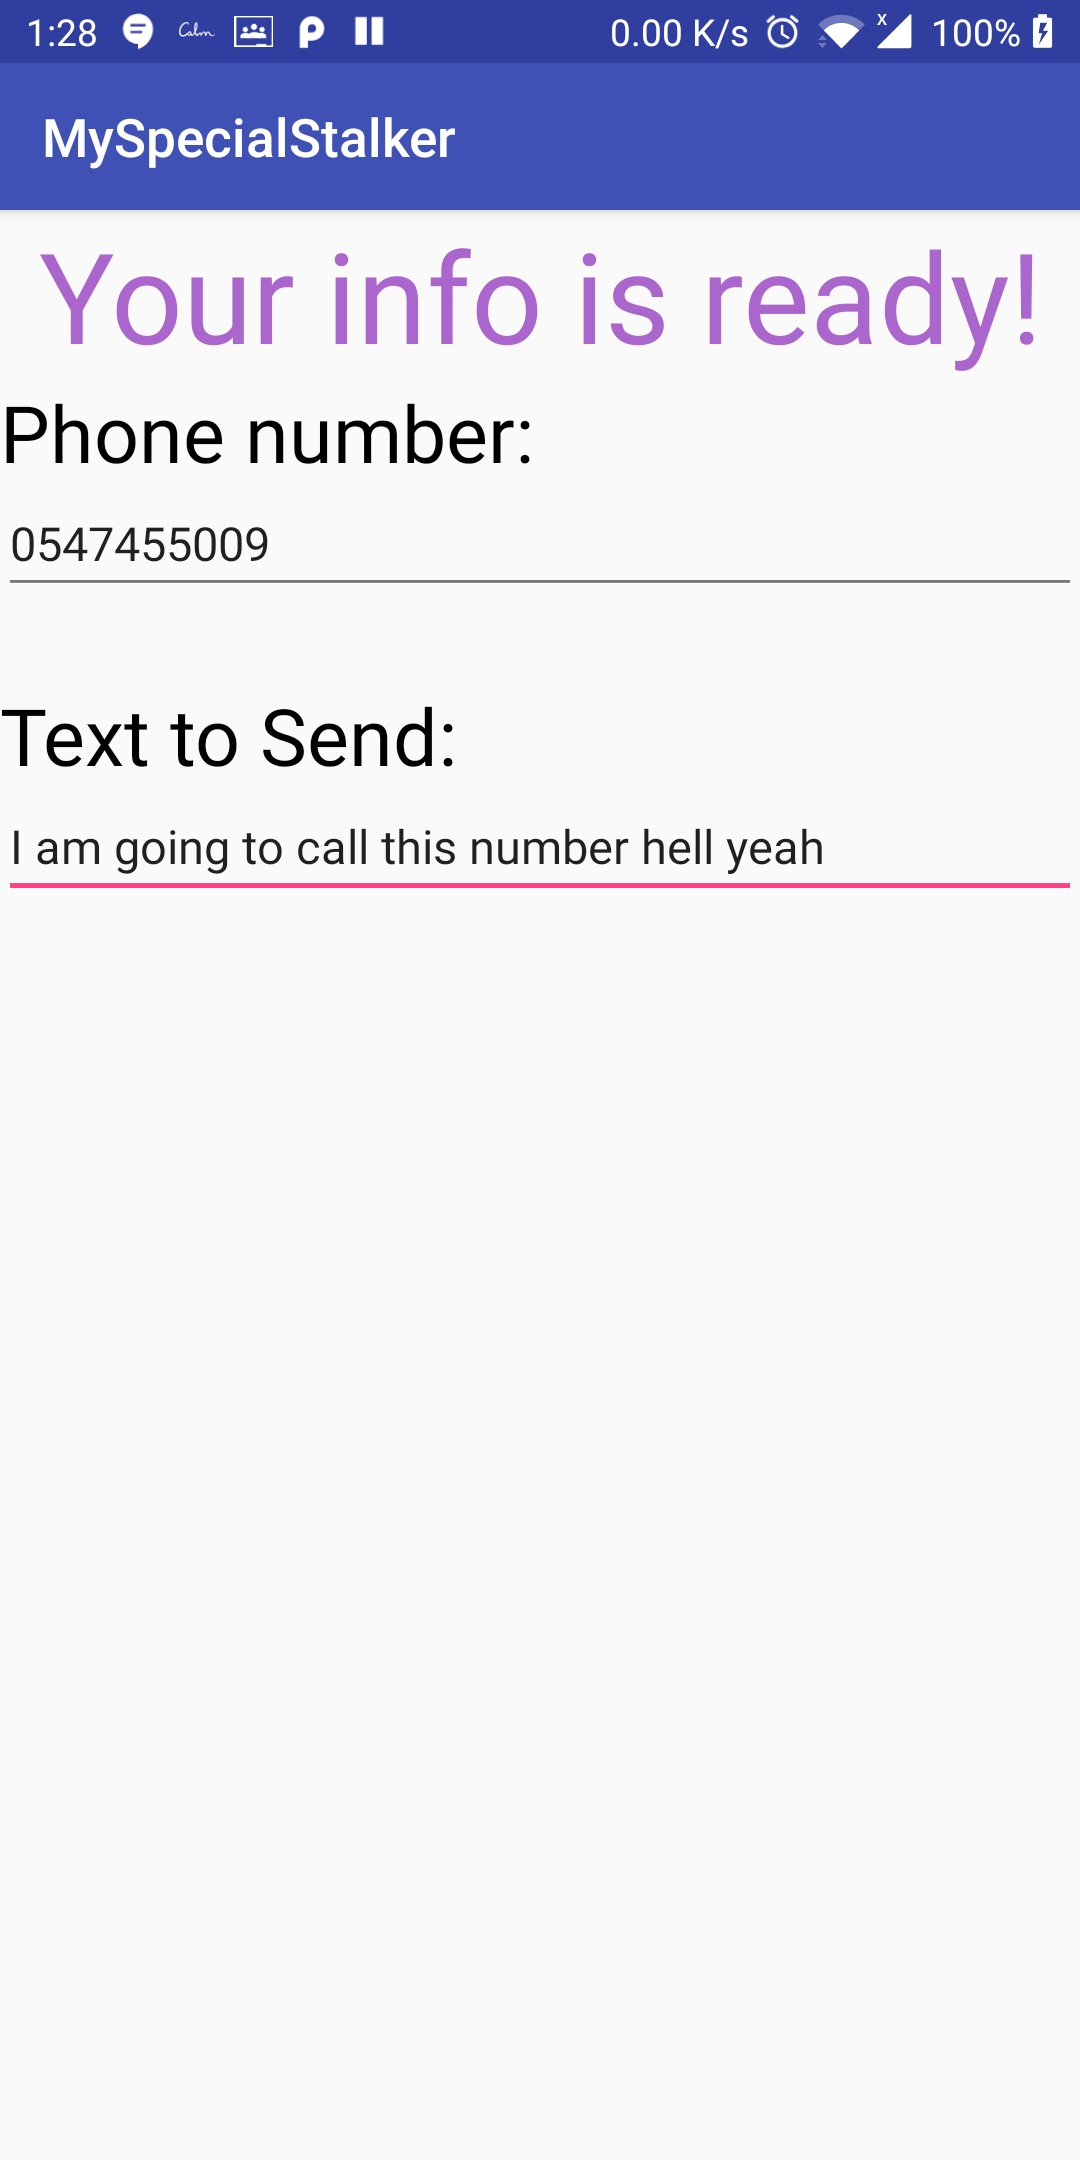 1:28 Calm 0.00 K/s x 100%
MySpecialStalker
Your info is ready!
Phone number:
0547455009
Text to Send:
I am going to call this number hell yeah